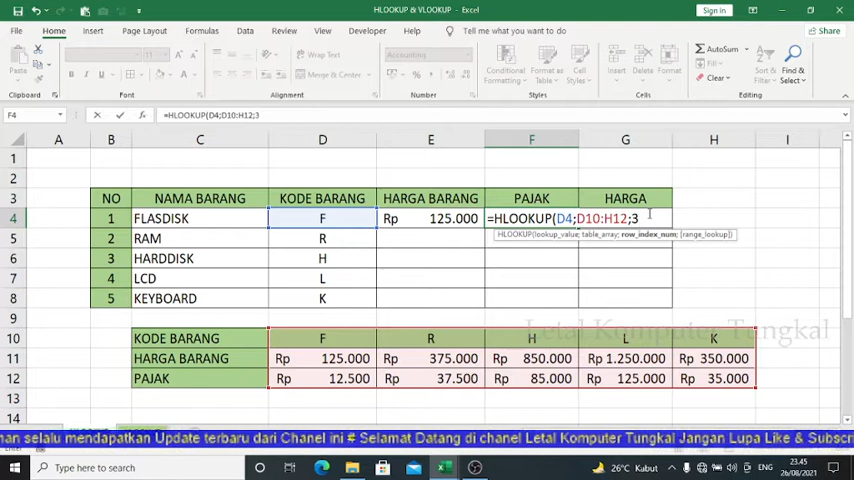 HLOOKUP & VLOOKUP - Excel
Sign in
File Home Insert Draw Page Layout Formulas Data Review View Developer Help Tell me what you want to do
Share
Paste
Wrap Text
Accounting
Merge & Center
Conditional Formatting
Format as Table
Cell Styles
Insert Delete Format
AutoSum
Fill
Clear
Sort & Filter
Find & Select
Clipboard Font Alignment Number Styles Cells Editing
F4 =HLOOKUP(D4;D10:H12;3
A B C D E F G H I J
1
2
3 NO NAMA BARANG KODE BARANG HARGA BARANG PAJAK HARGA
4 1 FLASDISK F Rp 125.000 =HLOOKUP(D4;D10:H12;3
HLOOKUP(lookup_value; table_array; row_index_num; [range_lookup])
5 2 RAM R
6 3 HARDDISK H
7 4 LCD L
8 5 KEYBOARD K
9
Letal Komputer Tungkal
10 KODE BARANG F R H L K
11 HARGA BARANG Rp 125.000 Rp 375.000 Rp 850.000 Rp 1.250.000 Rp 350.000
12 PAJAK Rp 12.500 Rp 37.500 Rp 85.000 Rp 125.000 Rp 35.000
13
14
nan selalu mendapatkan Update terbaru dari Chanel ini # Selamat Datang di chanel Letal Komputer Tungkal Jangan Lupa Like & Subscr
Type here to search
26°C Kabut
ENG
23.45
26/08/2021